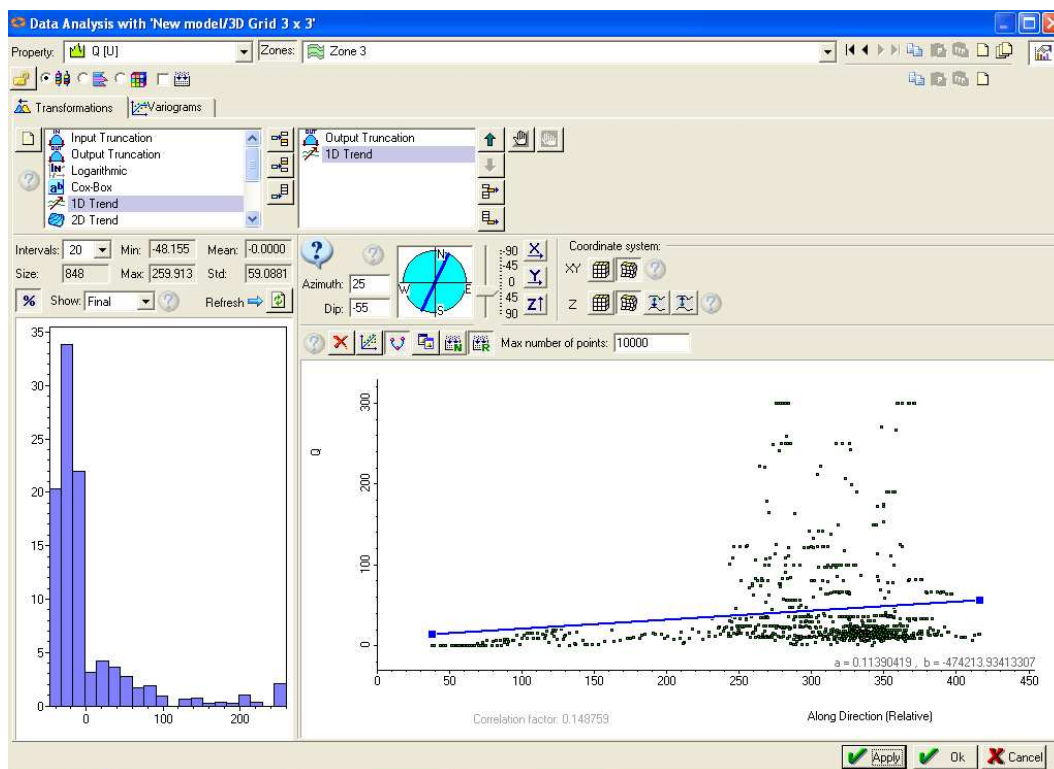 Data Analysis with 'New model/3D Grid 3 x 3'
Property: Q [U] Zones: Zone 3
Transformations Variograms
Input Truncation
Output Truncation
Logarithmic
Cox-Box
1D Trend
2D Trend
Output Truncation
1D Trend
Intervals: 20 Min: -48.155 Mean: -0.0000
Size: 848 Max: 259.913 Std: 59.0881
% Show: Final Refresh
Azimuth: 25
Dip: -55
N
W E
S
-90
-45
0
45
90
X
Y
Z
Coordinate system:
XY
Z
Max number of points: 10000
35
30
25
20
15
10
5
0
0 100 200
Q
300
200
100
0
a = 0.11390419 , b = -474213.93413307
0 50 100 150 200 250 300 350 400 450
Correlation factor: 0.148759 Along Direction (Relative)
Apply Ok Cancel